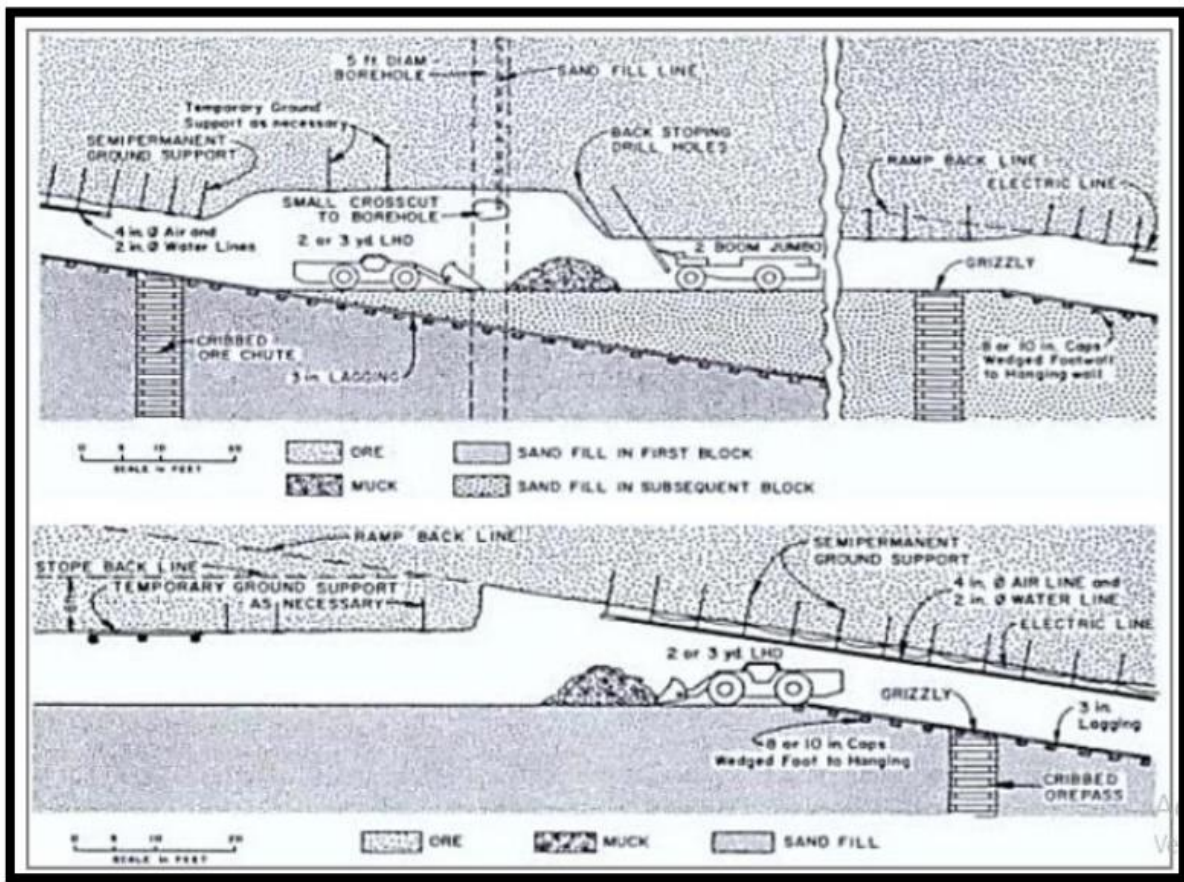 5 ft. DIAM
BOREHOLE
SAND FILL LINE
Temporary Ground
Support as necessary
SEMIPERMANENT
GROUND SUPPORT
BACK STOPING
DRILL HOLES
RAMP BACK LINE
ELECTRIC LINE
SMALL CROSSCUT
TO BOREHOLE
4 in. Ø Air and
2 in. Ø Water Lines
2 or 3 yd. LHD
2 BOOM JUMBO
GRIZZLY
CRIBBED
ORE CHUTE
3 in. LAGGING
8 or 10 in. Caps
Wedged Footwall
to Hanging wall
SCALE in FEET
ORE
SAND FILL IN FIRST BLOCK
MUCK
SAND FILL IN SUBSEQUENT BLOCK
RAMP BACK LINE
STOPE BACK LINE
TEMPORARY GROUND SUPPORT
AS NECESSARY
SEMIPERMANENT
GROUND SUPPORT
4 in. Ø AIR LINE and
2 in. Ø WATER LINE
ELECTRIC LINE
2 or 3 yd. LHD
GRIZZLY
3 in.
Lagging
8 or 10 in. Caps
Wedged Foot to Hanging
CRIBBED
OREPASS
SCALE in FEET
ORE
MUCK
SAND FILL